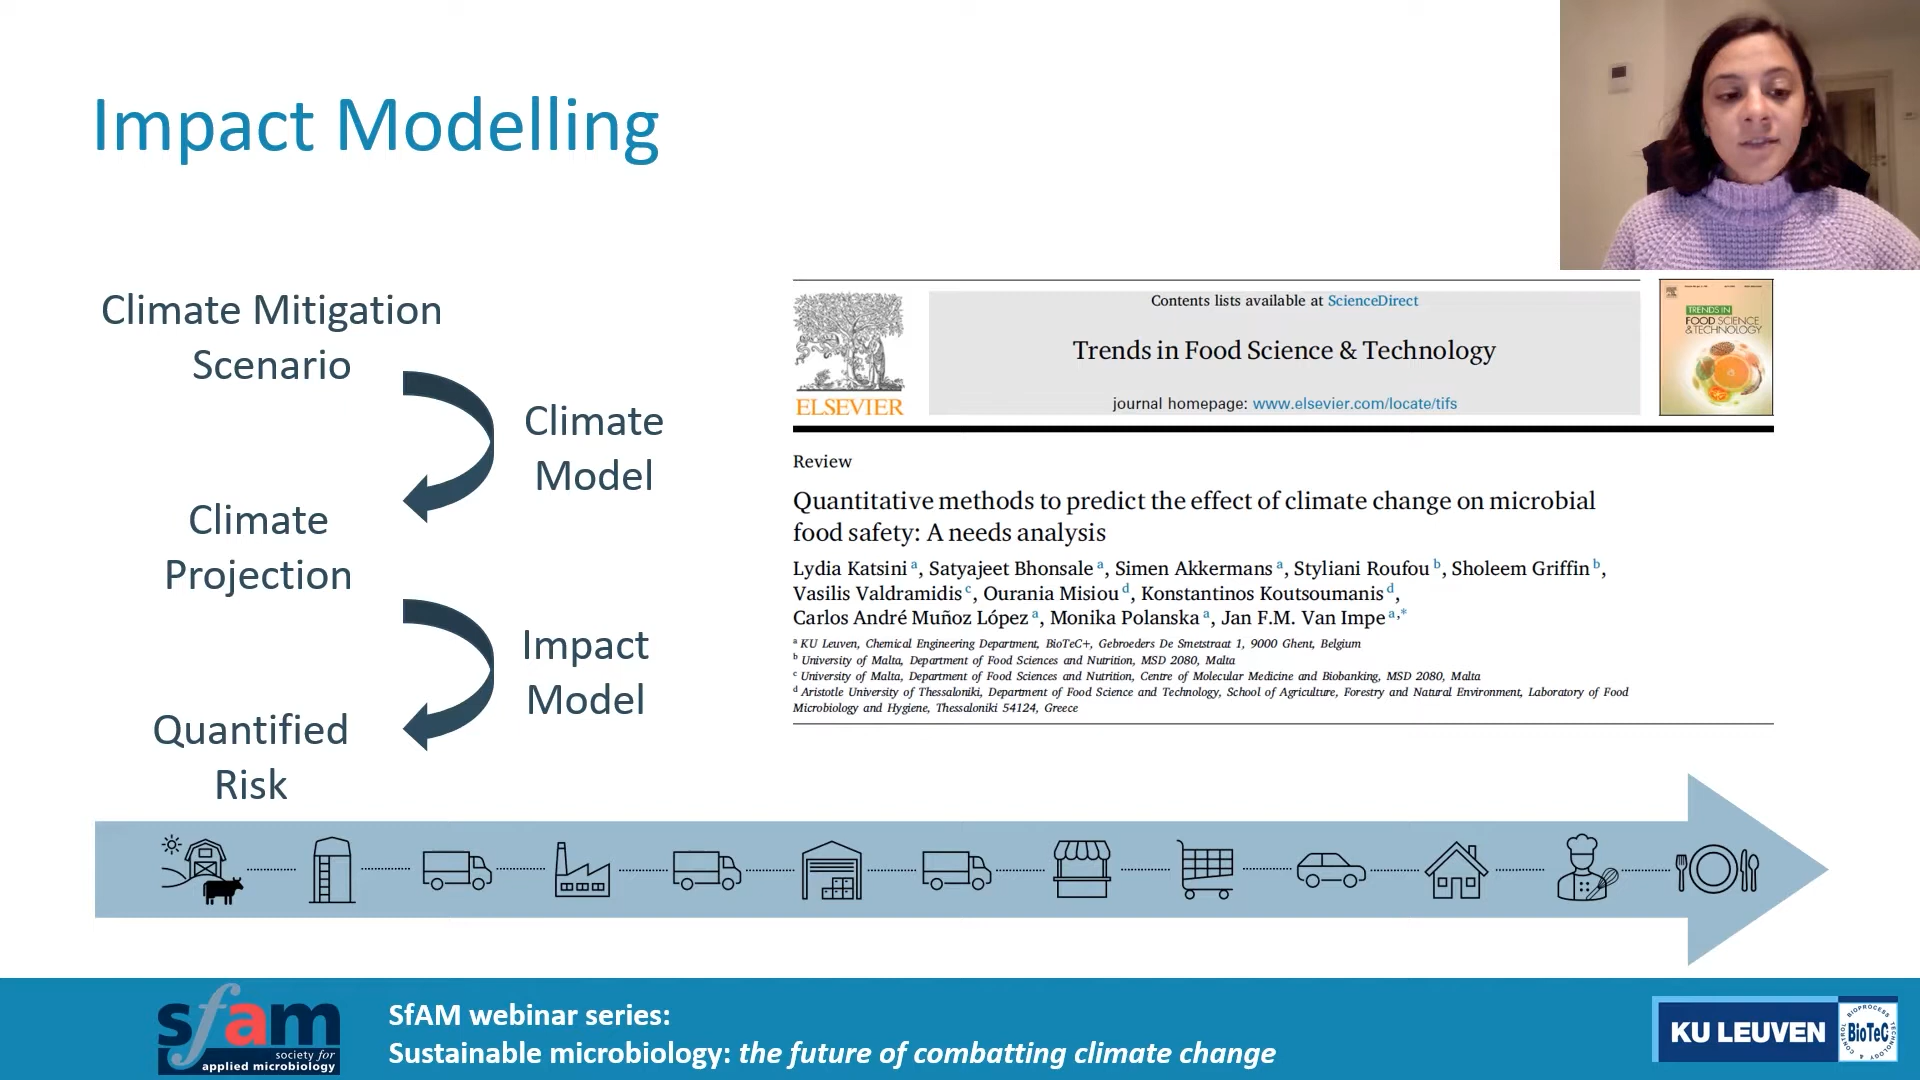 Impact Modelling
Climate Mitigation
Scenario
Climate
Model
Climate
Projection
Impact
Model
Quantified
Risk
Contents lists available at ScienceDirect
Trends in Food Science & Technology
journal homepage: www.elsevier.com/locate/tifs
ELSEVIER
TRENDS IN
FOOD SCIENCE
& TECHNOLOGY
Review
Quantitative methods to predict the effect of climate change on microbial
food safety: A needs analysis
Lydia Katsini a, Satyajeet Bhonsale a, Simen Akkermans a, Styliani Roufou b, Sholeem Griffin b,
Vasilis Valdramidis c, Ourania Misiou d, Konstantinos Koutsoumanis d,
Carlos André Muñoz López a, Monika Polanska a, Jan F.M. Van Impe a,*
a KU Leuven, Chemical Engineering Department, BioTeC+, Gebroeders De Smetstraat 1, 9000 Ghent, Belgium
b University of Malta, Department of Food Sciences and Nutrition, MSD 2080, Malta
c University of Malta, Department of Food Sciences and Nutrition, Centre of Molecular Medicine and Biobanking, MSD 2080, Malta
d Aristotle University of Thessaloniki, Department of Food Science and Technology, School of Agriculture, Forestry and Natural Environment, Laboratory of Food
Microbiology and Hygiene, Thessaloniki 54124, Greece
sfam
society for
applied microbiology
SfAM webinar series:
Sustainable microbiology: the future of combatting climate change
KU LEUVEN
BioTeC
BIOPROCESS TECHNOLOGY & CONTROL